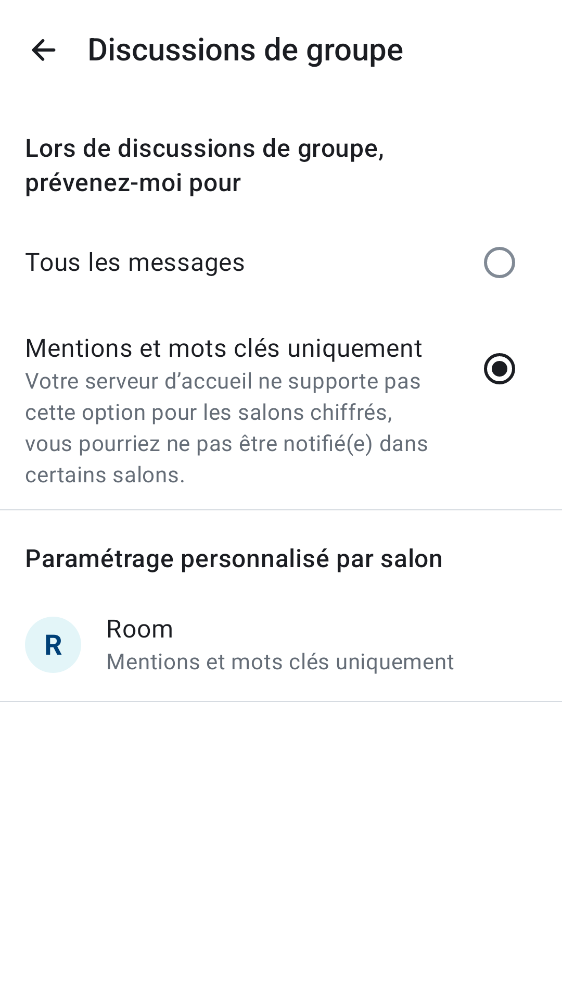 Discussions de groupe
Lors de discussions de groupe,
prévenez-moi pour
Tous les messages
Mentions et mots clés uniquement
Votre serveur d’accueil ne supporte pas
cette option pour les salons chiffrés,
vous pourriez ne pas être notifié(e) dans
certains salons.
Paramétrage personnalisé par salon
R
Room
Mentions et mots clés uniquement